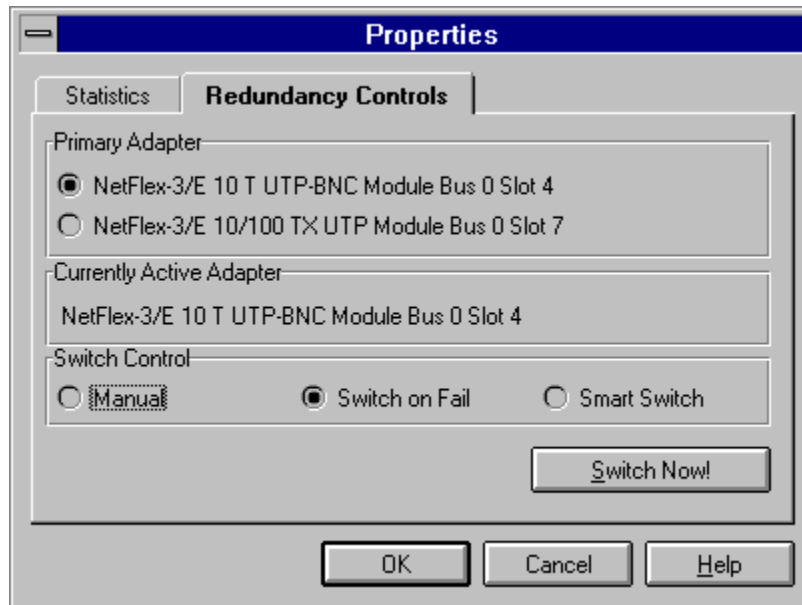 Properties
Statistics Redundancy Controls
Primary Adapter
NetFlex-3/E 10 T UTP-BNC Module Bus 0 Slot 4
NetFlex-3/E 10/100 TX UTP Module Bus 0 Slot 7
Currently Active Adapter
NetFlex-3/E 10 T UTP-BNC Module Bus 0 Slot 4
Switch Control
Manual Switch on Fail Smart Switch
Switch Now!
OK Cancel Help